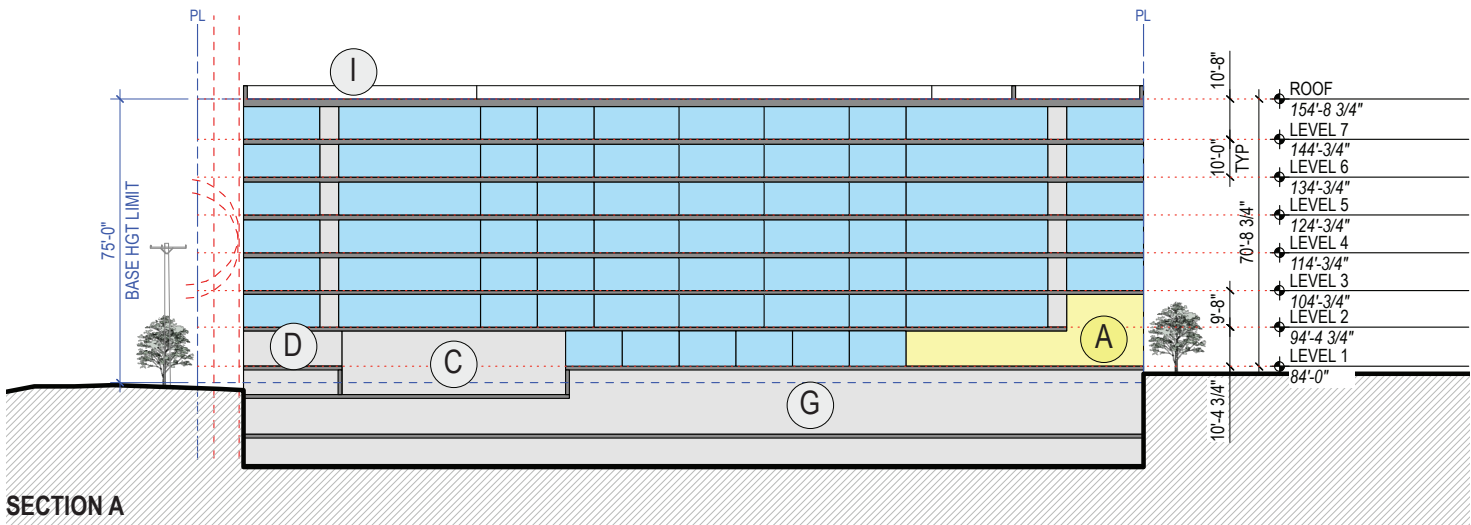 PL
PL
I
10'-8"
ROOF
154'-8 3/4"
LEVEL 7
144'-3/4"
10'-0"
TYP
LEVEL 6
134'-3/4"
LEVEL 5
124'-3/4"
75'-0"
BASE HGT LIMIT
70'-8 3/4"
LEVEL 4
114'-3/4"
LEVEL 3
104'-3/4"
9'-8"
LEVEL 2
94'-4 3/4"
D
C
A
LEVEL 1
84'-0"
G
10'-4 3/4"
SECTION A